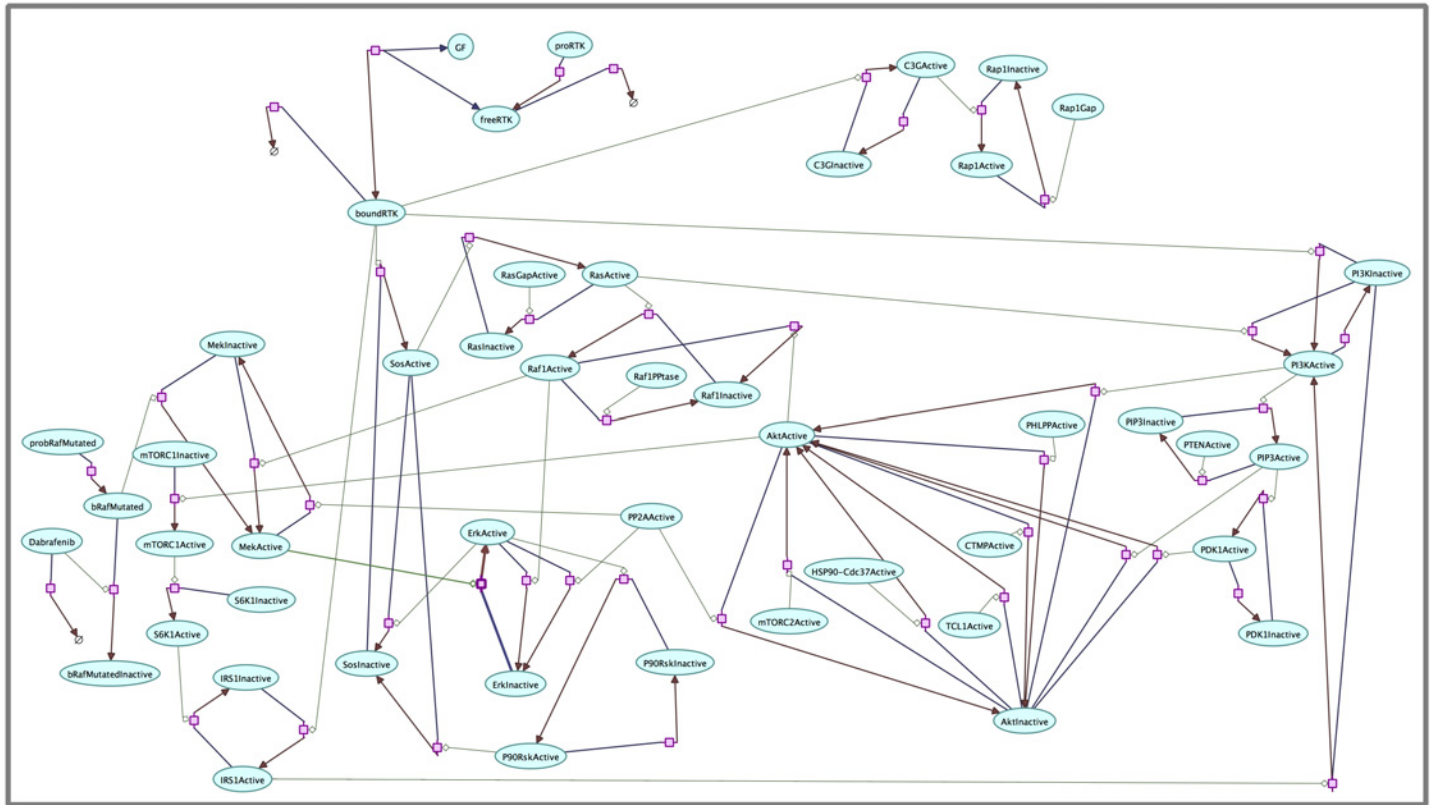 GF
proRTK
freeRTK
C3GActive
Rap1Inactive
Rap1Gap
C3GInactive
Rap1Active
boundRTK
RasGapActive
RasActive
PI3KInactive
MekInactive
RasInactive
SosActive
Raf1Active
Raf1PPtase
Raf1Inactive
PI3KActive
probRafMutated
mTORC1Inactive
AktActive
PHLPPActive
PIP3Inactive
PTENActive
PIP3Active
bRafMutated
Dabrafenib
mTORC1Active
MekActive
ErkActive
PP2AActive
CTMPActive
PDK1Active
HSP90-Cdc37Active
S6K1Inactive
mTORC2Active
TCL1Active
S6K1Active
PDK1Inactive
bRafMutatedInactive
IRS1Inactive
SosInactive
ErkInactive
P90RskInactive
AktInactive
P90RskActive
IRS1Active